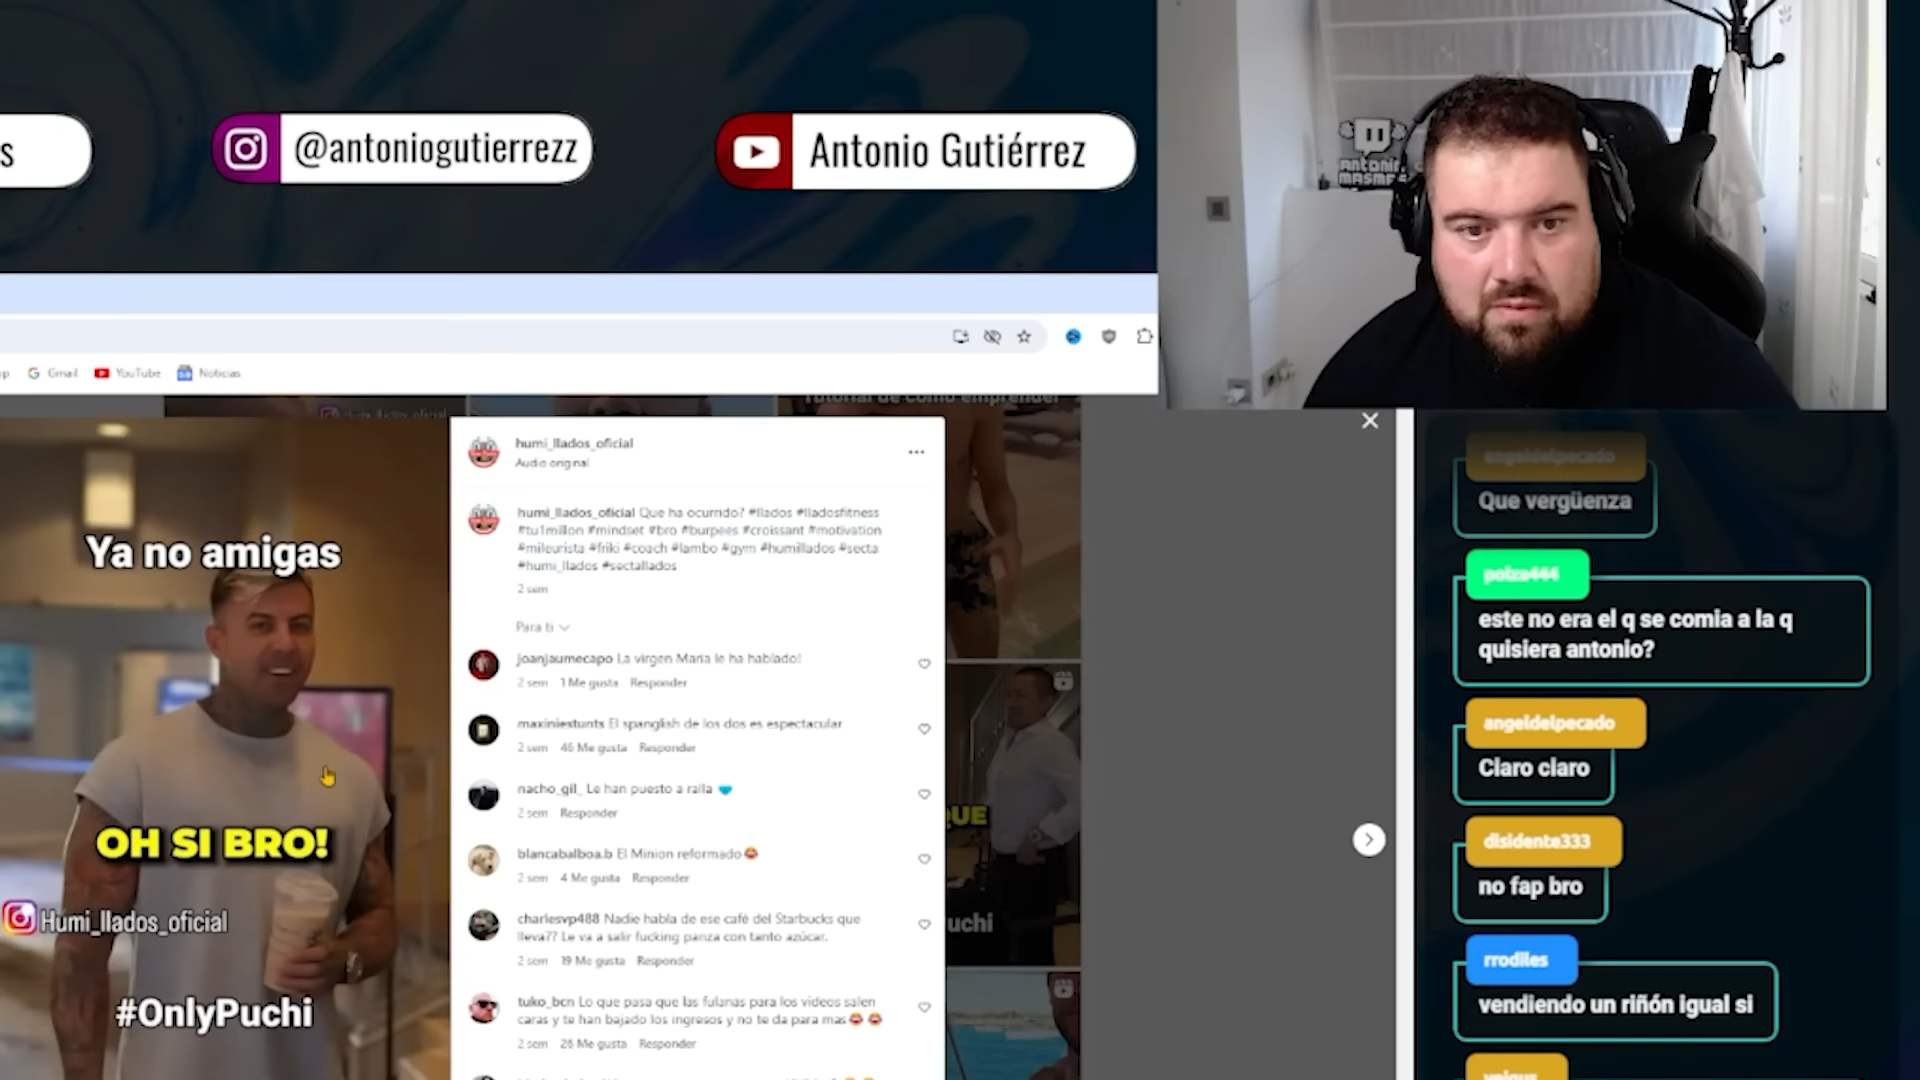 s
@antoniogutierrezz
Antonio Gutiérrez
ANTONIO
MASMAS
Gmail
YouTube
Noticias
Tutorial de como emprender
Ya no amigas
OH SI BRO!
Humi_llados_oficial
#OnlyPuchi
humi_llados_oficial
Audio original
humi_llados_oficial Que ha ocurrido? #llados #lladosfitness
#tu1millon #mindset #bro #burpees #croissant #motivation
#mileurista #friki #coach #lambo #gym #humillados #secta
#humi_llados #sectallados
2 sem
Para ti
joanjaumecapo La virgen Maria le ha hablado!
2 sem 1 Me gusta Responder
maxiniestunts El spanglish de los dos es espectacular
2 sem 46 Me gusta Responder
nacho_gil_ Le han puesto a ralla 🩵
2 sem Responder
blancabalboa.b El Minion reformado😂
2 sem 4 Me gusta Responder
charlesvp488 Nadie habla de ese café del Starbucks que
lleva?? Le va a salir fucking panza con tanto azúcar.
2 sem 19 Me gusta Responder
tuko_bcn Lo que pasa que las fulanas para los videos salen
caras y te han bajado los ingresos y no te da para mas😂😂
2 sem 26 Me gusta Responder
QUE
uchi
angeldelpecado
Que vergüenza
polza444
este no era el q se comia a la q
quisiera antonio?
angeldelpecado
Claro claro
disidente333
no fap bro
rrodiles
vendiendo un riñón igual si